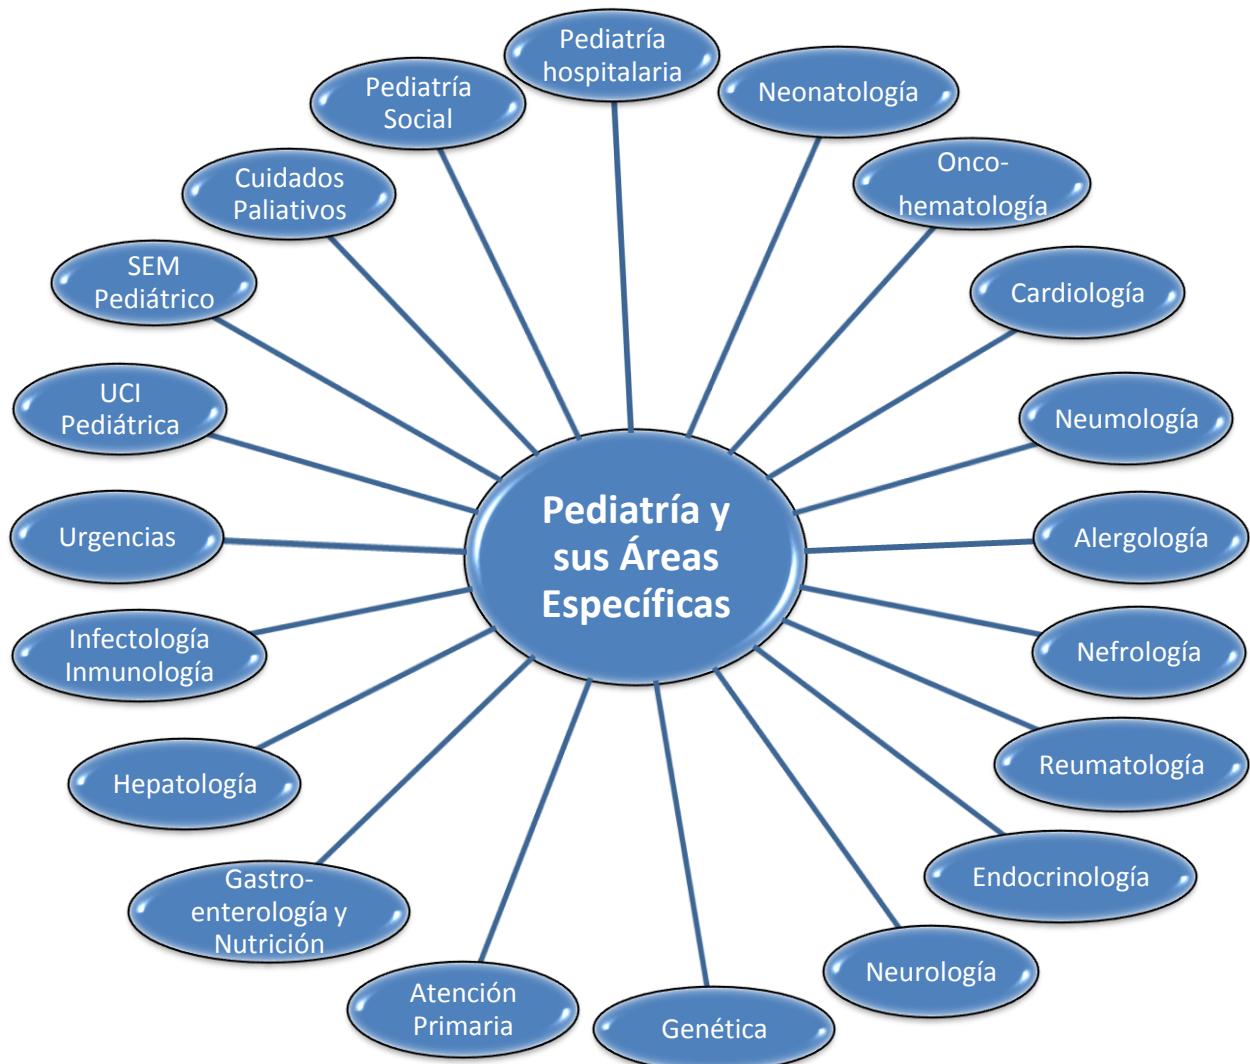 Pediatría
hospitalaria
Neonatología
Onco-
hematología
Cardiología
Neumología
Alergología
Nefrología
Reumatología
Endocrinología
Neurología
Genética
Atención
Primaria
Gastro-
enterología y
Nutrición
Hepatología
Infectología
Inmunología
Urgencias
UCI
Pediátrica
SEM
Pediátrico
Cuidados
Paliativos
Pediatría
Social
Pediatría y
sus Áreas
Específicas